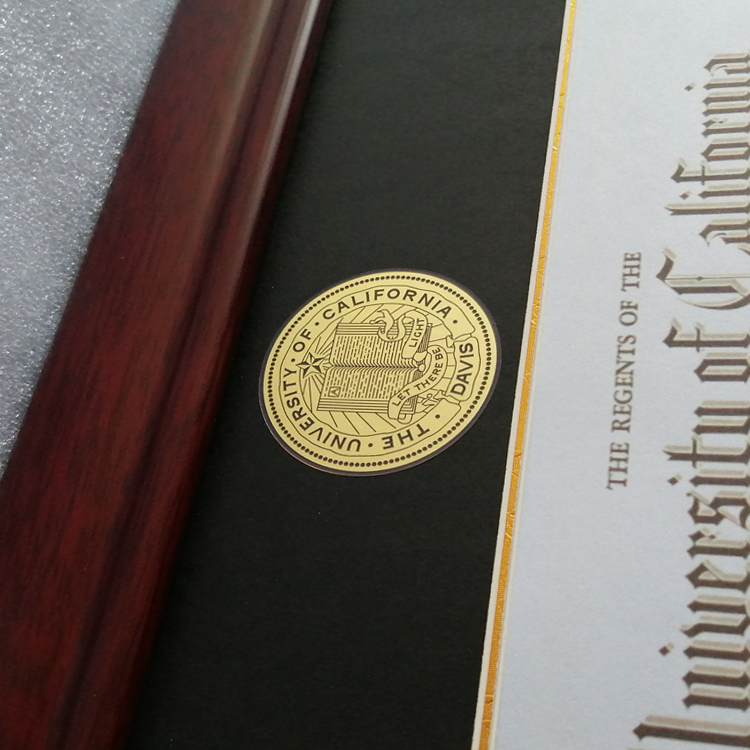 THE REGENTS OF THE
University of California
· THE · UNIVERSITY · OF · CALIFORNIA ·
DAVIS
LET THERE BE
LIGHT